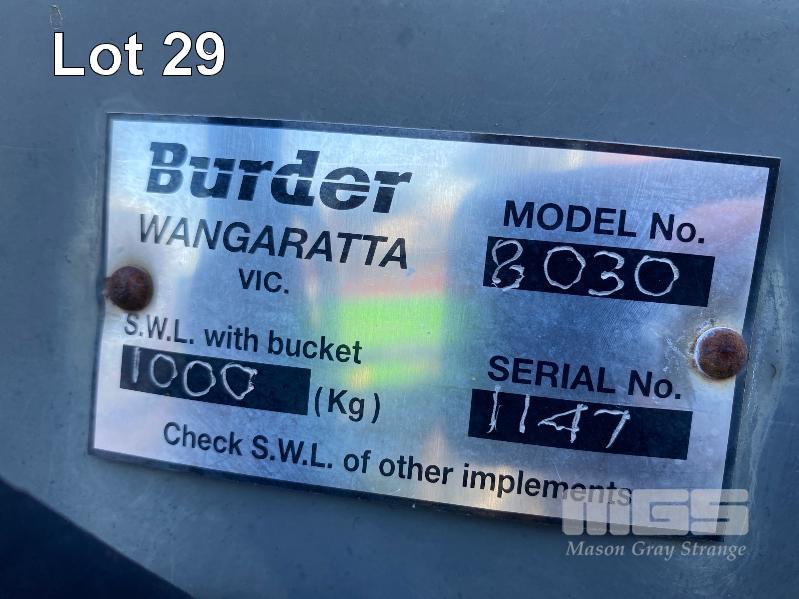 Lot 29
Burder
WANGARATTA
VIC.
MODEL No.
8030
S.W.L. with bucket
1000 (Kg)
SERIAL No.
1147
Check S.W.L. of other implements
MGS
Mason Gray Strange